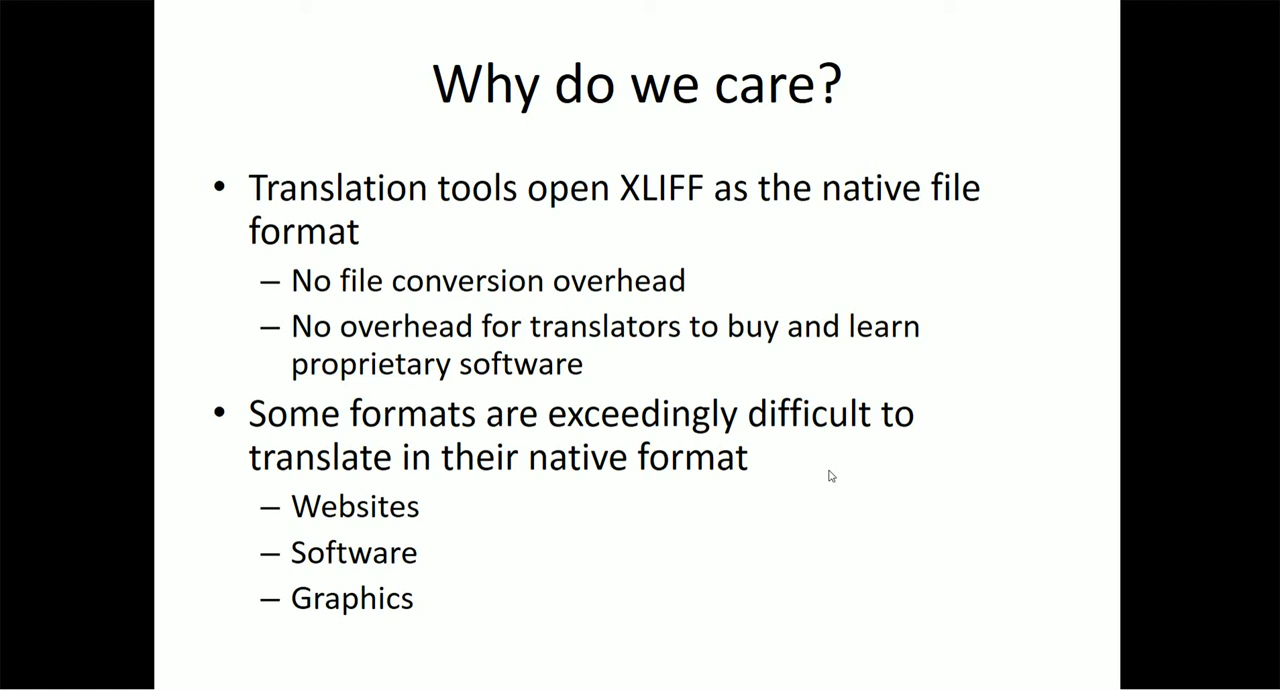 Why do we care?
• Translation tools open XLIFF as the native file
format
– No file conversion overhead
– No overhead for translators to buy and learn
proprietary software
• Some formats are exceedingly difficult to
translate in their native format
– Websites
– Software
– Graphics